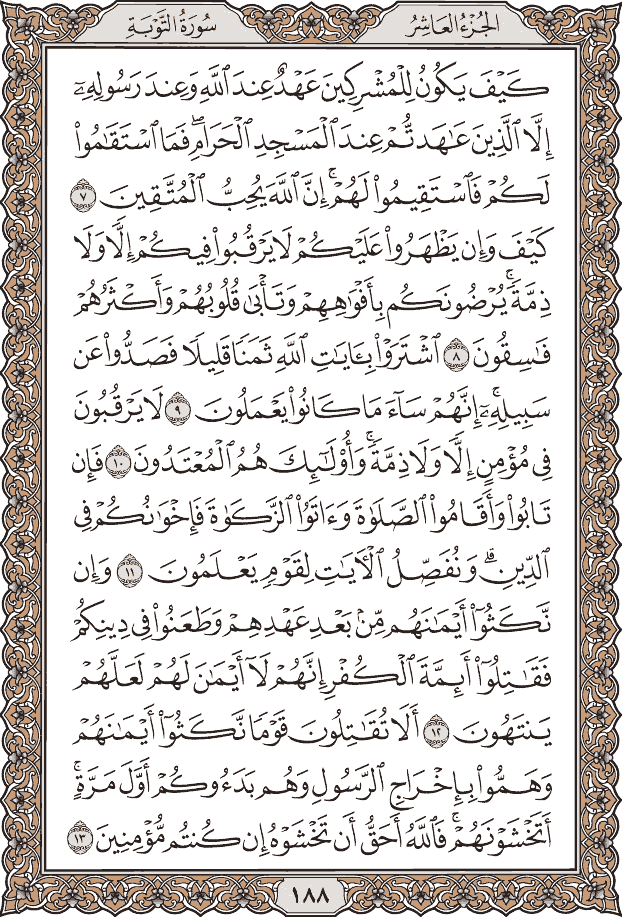 الجُزْءُ العَاشِرُ
سُورَةُ التَّوْبَةِ
كَيْفَ يَكُونُ لِلْمُشْرِكِينَ عَهْدٌ عِندَ ٱللَّهِ وَعِندَ رَسُولِهِۦٓ
إِلَّا ٱلَّذِينَ عَٰهَدتُّمْ عِندَ ٱلْمَسْجِدِ ٱلْحَرَامِۖ فَمَا ٱسْتَقَٰمُوا۟
لَكُمْ فَٱسْتَقِيمُوا۟ لَهُمْۚ إِنَّ ٱللَّهَ يُحِبُّ ٱلْمُتَّقِينَ ٧
كَيْفَ وَإِن يَظْهَرُوا۟ عَلَيْكُمْ لَا يَرْقُبُوا۟ فِيكُمْ إِلًّا وَلَا
ذِمَّةًۚ يُرْضُونَكُم بِأَفْوَٰهِهِمْ وَتَأْبَىٰ قُلُوبُهُمْ وَأَكْثَرُهُمْ
فَٰسِقُونَ ٨ ٱشْتَرَوْا۟ بِـَٔايَٰتِ ٱللَّهِ ثَمَنًا قَلِيلًا فَصَدُّوا۟ عَن
سَبِيلِهِۦٓۚ إِنَّهُمْ سَآءَ مَا كَانُوا۟ يَعْمَلُونَ ٩ لَا يَرْقُبُونَ
فِى مُؤْمِنٍ إِلًّا وَلَا ذِمَّةًۚ وَأُو۟لَٰٓئِكَ هُمُ ٱلْمُعْتَدُونَ ١٠ فَإِن
تَابُوا۟ وَأَقَامُوا۟ ٱلصَّلَوٰةَ وَءَاتَوُا۟ ٱلزَّكَوٰةَ فَإِخْوَٰنُكُمْ فِى
ٱلدِّينِۗ وَنُفَصِّلُ ٱلْـَٔايَٰتِ لِقَوْمٍ يَعْلَمُونَ ١١ وَإِن
نَّكَثُوٓا۟ أَيْمَٰنَهُم مِّنۢ بَعْدِ عَهْدِهِمْ وَطَعَنُوا۟ فِى دِينِكُمْ
فَقَٰتِلُوٓا۟ أَئِمَّةَ ٱلْكُفْرِ إِنَّهُمْ لَآ أَيْمَٰنَ لَهُمْ لَعَلَّهُمْ
يَنتَهُونَ ١٢ أَلَا تُقَٰتِلُونَ قَوْمًا نَّكَثُوٓا۟ أَيْمَٰنَهُمْ
وَهَمُّوا۟ بِإِخْرَاجِ ٱلرَّسُولِ وَهُم بَدَءُوكُمْ أَوَّلَ مَرَّةٍۚ
أَتَخْشَوْنَهُمْۚ فَٱللَّهُ أَحَقُّ أَن تَخْشَوْهُ إِن كُنتُم مُّؤْمِنِينَ ١٣
١٨٨